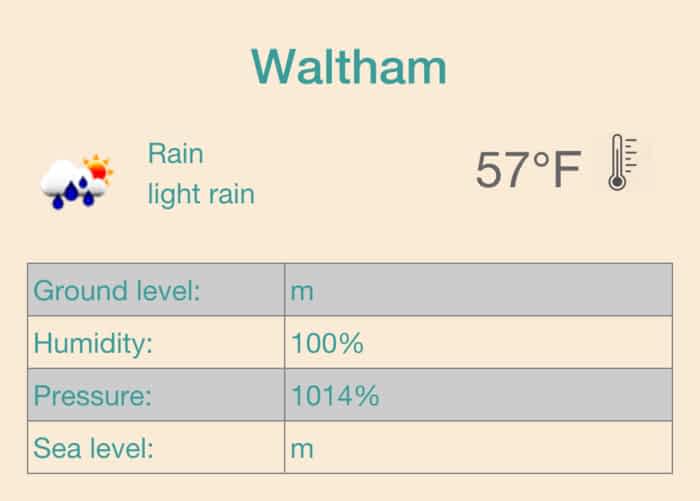 Waltham
Rain
light rain
57°F
Ground level: m
Humidity: 100%
Pressure: 1014%
Sea level: m